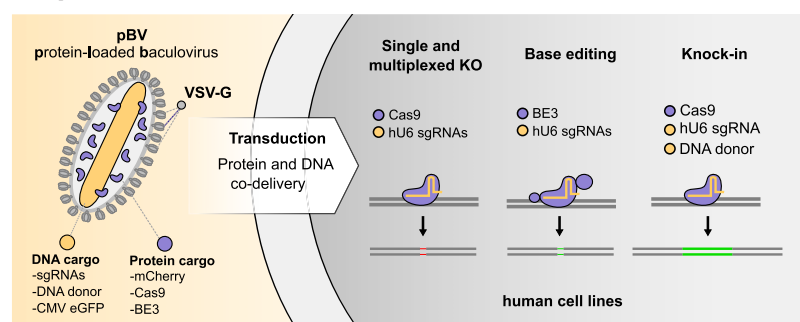 pBV
protein-loaded baculovirus
VSV-G
DNA cargo
-sgRNAs
-DNA donor
-CMV eGFP
Protein cargo
-mCherry
-Cas9
-BE3
Transduction
Protein and DNA
co-delivery
Single and
multiplexed KO
Cas9
hU6 sgRNAs
Base editing
BE3
hU6 sgRNAs
Knock-in
Cas9
hU6 sgRNA
DNA donor
human cell lines